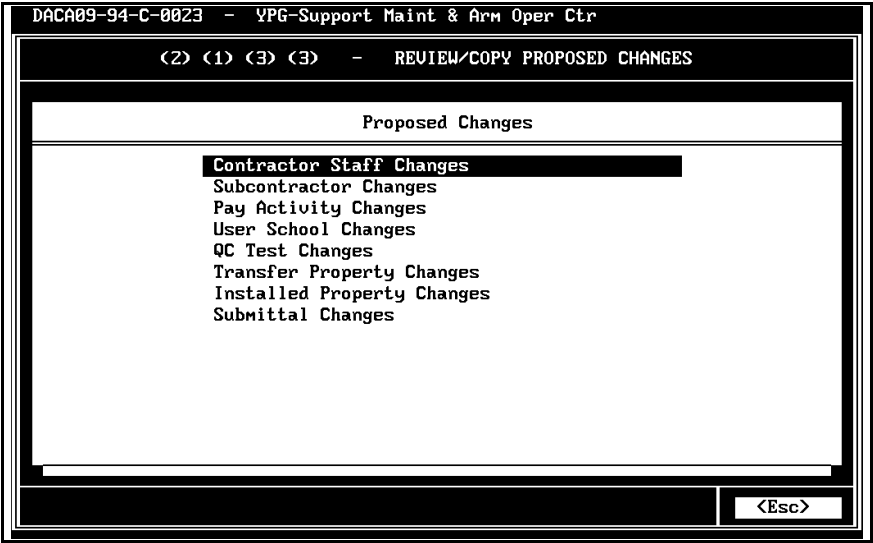 DACA09-94-C-0023 - YPG-Support Maint & Arm Oper Ctr
(2) (1) (3) (3) - REVIEW/COPY PROPOSED CHANGES
Proposed Changes
Contractor Staff Changes
Subcontractor Changes
Pay Activity Changes
User School Changes
QC Test Changes
Transfer Property Changes
Installed Property Changes
Submittal Changes
<Esc>